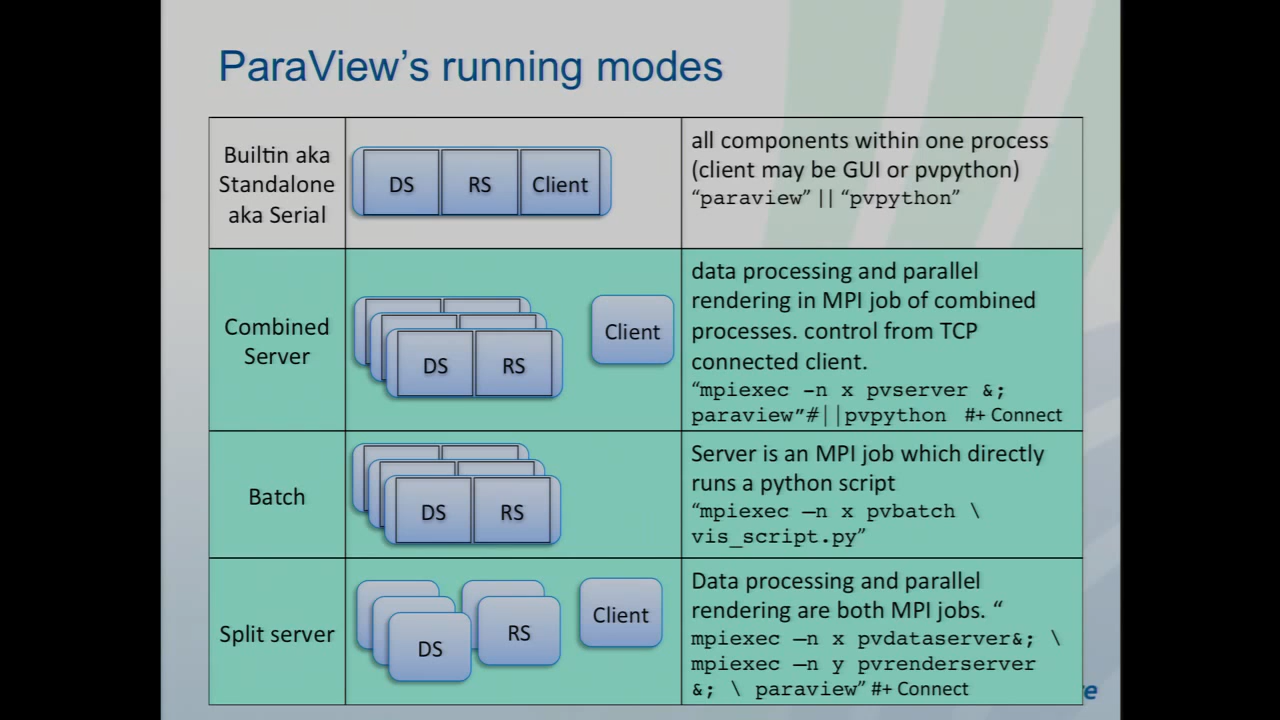 ParaView's running modes
Builtin aka
Standalone
aka Serial
DS RS Client
all components within one process
(client may be GUI or pvpython)
“paraview” || “pvpython”
Combined
Server
DS RS
Client
data processing and parallel
rendering in MPI job of combined
processes. control from TCP
connected client.
“mpiexec -n x pvserver &;
paraview”#||pvpython #+ Connect
Batch
DS RS
Server is an MPI job which directly
runs a python script
“mpiexec –n x pvbatch \
vis_script.py”
Split server
DS
RS
Client
Data processing and parallel
rendering are both MPI jobs. “
mpiexec –n x pvdataserver&; \
mpiexec –n y pvrenderserver
&; \ paraview” #+ Connect